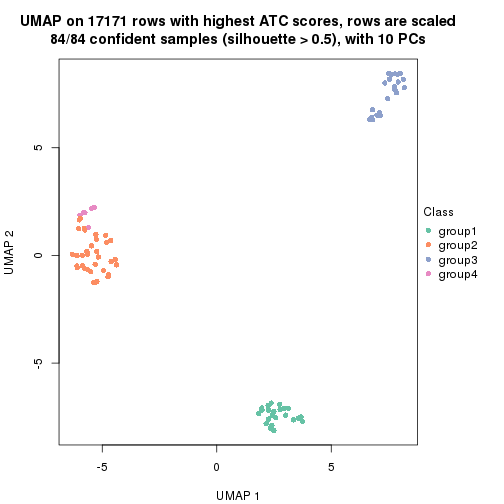 UMAP on 17171 rows with highest ATC scores, rows are scaled
84/84 confident samples (silhouette > 0.5), with 10 PCs
5
0
-5
UMAP 2
-5
0
5
UMAP 1
Class
group1
group2
group3
group4